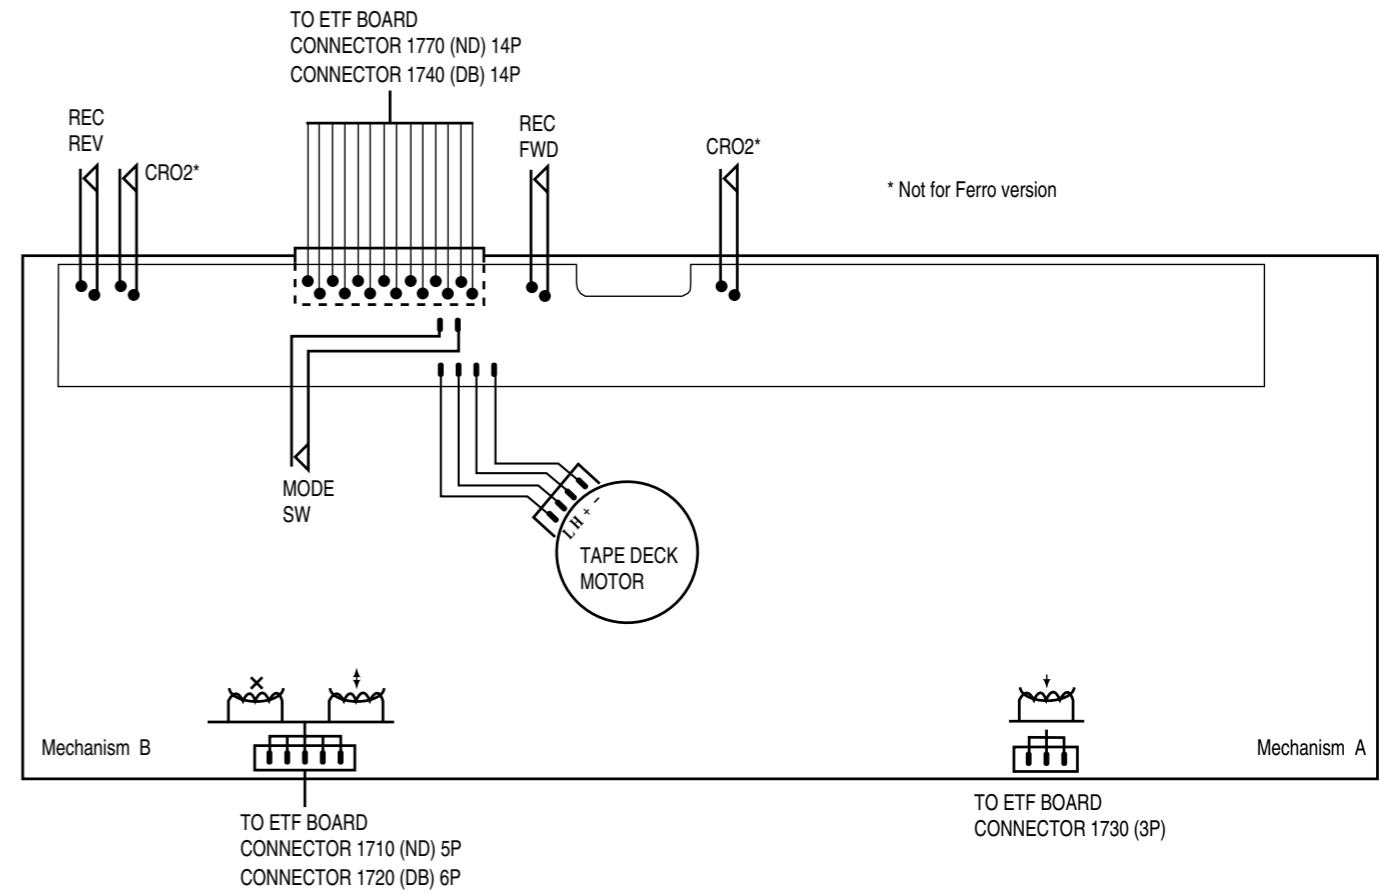 TO ETF BOARD
CONNECTOR 1770 (ND) 14P
CONNECTOR 1740 (DB) 14P
REC
REV
CRO2*
REC
FWD
CRO2*
* Not for Ferro version
MODE
SW
L H + −
TAPE DECK
MOTOR
Mechanism B
Mechanism A
TO ETF BOARD
CONNECTOR 1710 (ND) 5P
CONNECTOR 1720 (DB) 6P
TO ETF BOARD
CONNECTOR 1730 (3P)